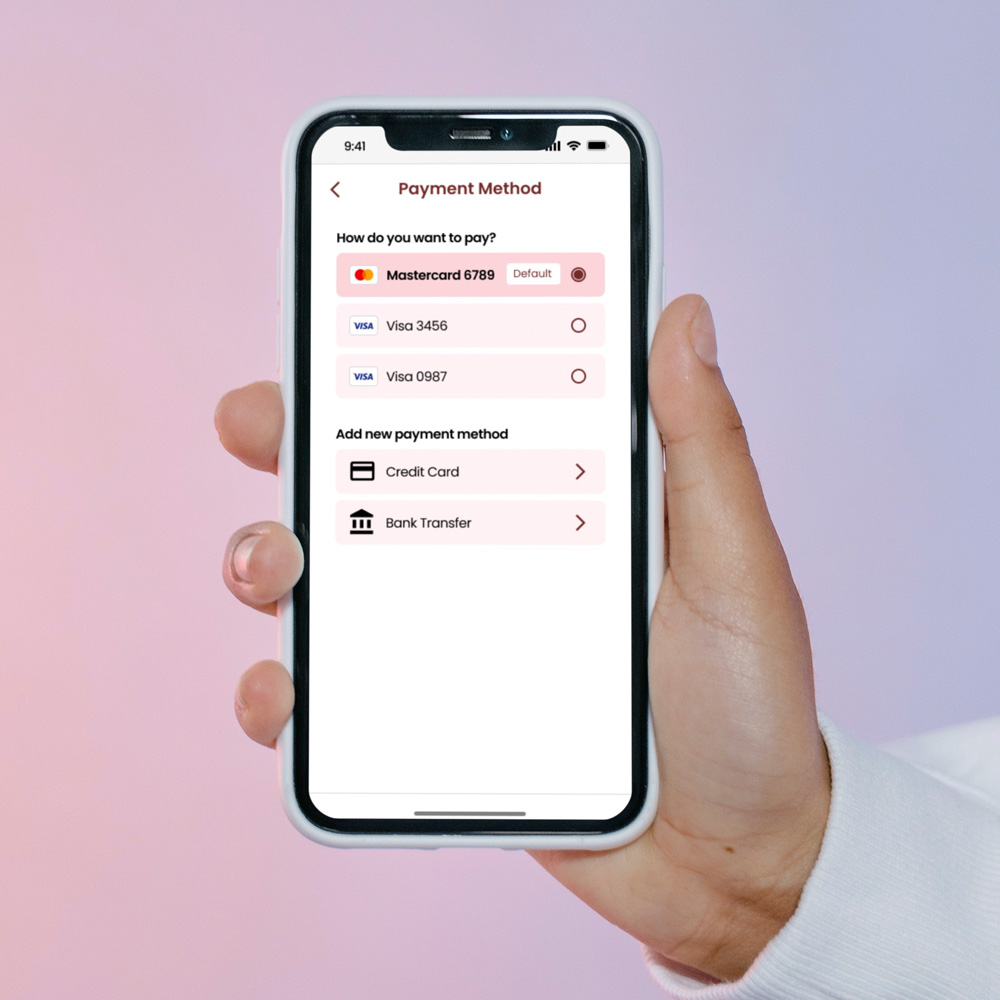 9:41
Payment Method
How do you want to pay?
Mastercard 6789 Default
VISA Visa 3456
VISA Visa 0987
Add new payment method
Credit Card
Bank Transfer